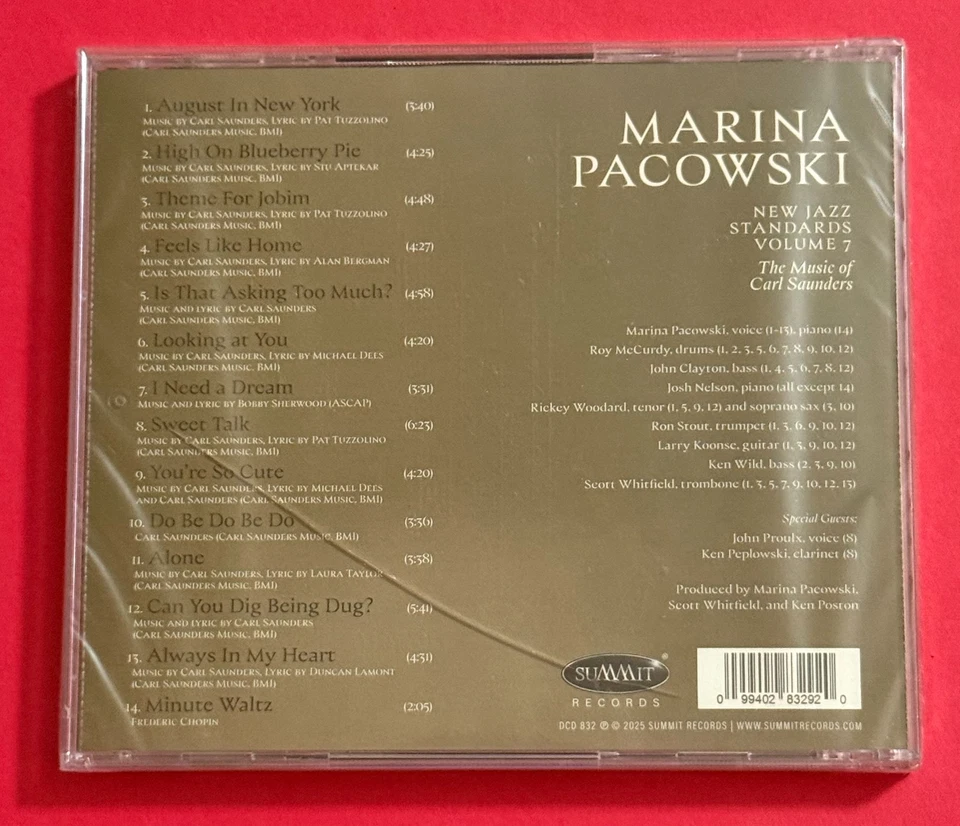 1. August In New York (3:40)
Music by Carl Saunders, Lyric by Pat Tuzzolino
(Carl Saunders Music, BMI)
2. High On Blueberry Pie (4:25)
Music by Carl Saunders, Lyric by Stu Aptekar
(Carl Saunders Muisc, BMI)
3. Theme For Jobim (4:48)
Music by Carl Saunders, Lyric by Pat Tuzzolino
(Carl Saunders Music, BMI)
4. Feels Like Home (4:27)
Music by Carl Saunders, Lyric by Alan Bergman
(Carl Saunders Music, BMI)
5. Is That Asking Too Much? (4:58)
Music and lyric by Carl Saunders
(Carl Saunders Music, BMI)
6. Looking at You (4:20)
Music by Carl Saunders, Lyric by Michael Dees
(Carl Saunders Music, BMI)
7. I Need a Dream (3:31)
Music and lyric by Bobby Sherwood (ASCAP)
8. Sweet Talk (6:23)
Music by Carl Saunders, Lyric by Pat Tuzzolino
(Carl Saunders Music, BMI)
9. You're So Cute (4:20)
Music by Carl Saunders, Lyric by Michael Dees
and Carl Saunders (Carl Saunders Music, BMI)
10. Do Be Do Be Do (3:36)
Carl Saunders (Carl Saunders Music, BMI)
11. Alone (3:38)
Music by Carl Saunders, Lyric by Laura Taylor
(Carl Saunders Music, BMI)
12. Can You Dig Being Dug? (5:41)
Music and lyric by Carl Saunders
(Carl Saunders Music, BMI)
13. Always In My Heart (4:31)
Music by Carl Saunders, Lyric by Duncan Lamont
(Carl Saunders Music, BMI)
14. Minute Waltz (2:05)
Frederic Chopin
MARINA
PACOWSKI
NEW JAZZ
STANDARDS
VOLUME 7
The Music of
Carl Saunders
Marina Pacowski, voice (1-13), piano (14)
Roy McCurdy, drums (1, 2, 3, 5, 6, 7, 8, 9, 10, 12)
John Clayton, bass (1, 4, 5, 6, 7, 8, 12)
Josh Nelson, piano (all except 14)
Rickey Woodard, tenor (1, 5, 9, 12) and soprano sax (3, 10)
Ron Stout, trumpet (1, 3, 6, 9, 10, 12)
Larry Koonse, guitar (1, 3, 9, 10, 12)
Ken Wild, bass (2, 3, 9, 10)
Scott Whitfield, trombone (1, 3, 5, 7, 9, 10, 12, 13)
Special Guests:
John Proulx, voice (8)
Ken Peplowski, clarinet (8)
Produced by Marina Pacowski,
Scott Whitfield, and Ken Poston
SUMMIT®
RECORDS
0 99402 83292 0
DCD 832 ℗ © 2025 SUMMIT RECORDS | WWW.SUMMITRECORDS.COM